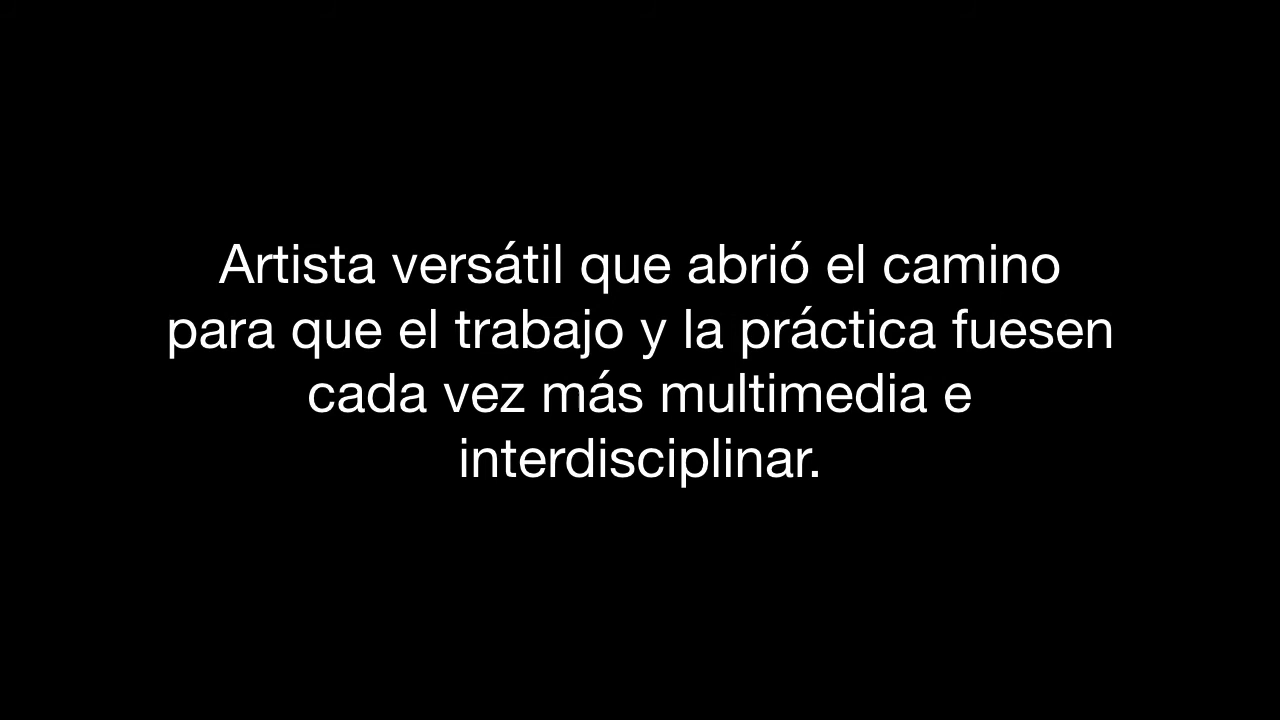 Artista versátil que abrió el camino
para que el trabajo y la práctica fuesen
cada vez más multimedia e
interdisciplinar.